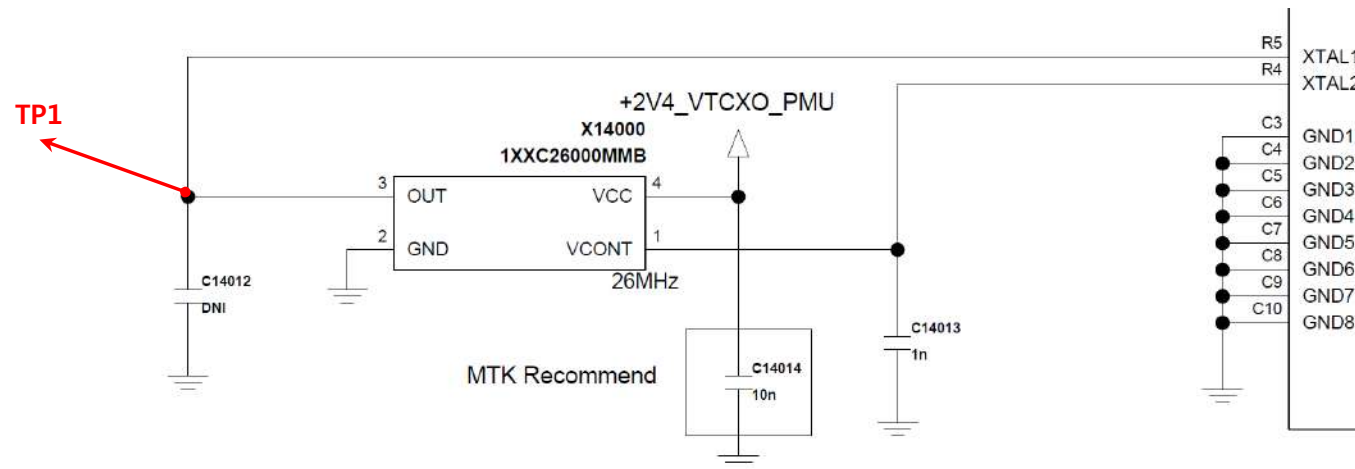 R5
XTAL1
R4
XTAL2
+2V4_VTCXO_PMU
TP1
X14000
1XXC26000MMB
C3
GND1
C4
GND2
C5
GND3
C6
GND4
C7
GND5
C8
GND6
C9
GND7
C10
GND8
3
OUT
VCC
4
2
GND
VCONT
1
26MHz
C14012
DNI
C14013
1n
MTK Recommend
C14014
10n